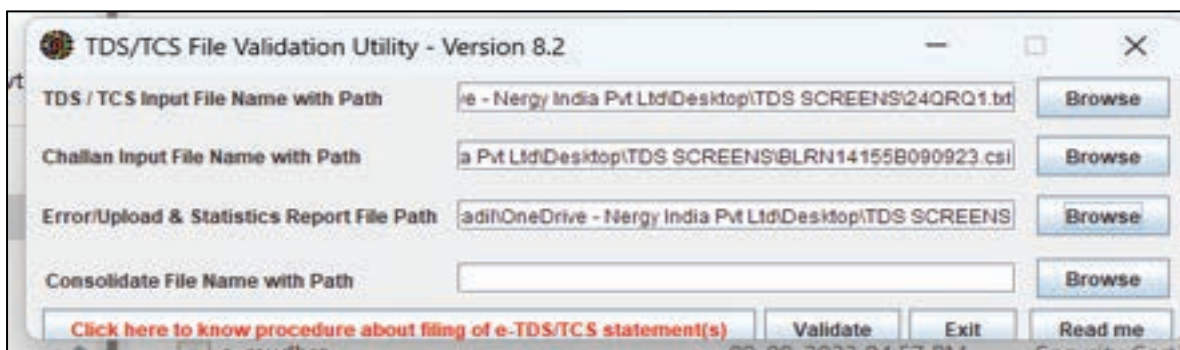 TDS/TCS File Validation Utility - Version 8.2
TDS / TCS Input File Name with Path
/e - Nergy India Pvt Ltd\Desktop\TDS SCREENS\24QRQ1.txt
Browse
Challan Input File Name with Path
a Pvt Ltd\Desktop\TDS SCREENS\BLRN14155B090923.csi
Browse
Error/Upload & Statistics Report File Path
adil\OneDrive - Nergy India Pvt Ltd\Desktop\TDS SCREENS
Browse
Consolidate File Name with Path
Browse
Click here to know procedure about filing of e-TDS/TCS statement(s)
Validate
Exit
Read me